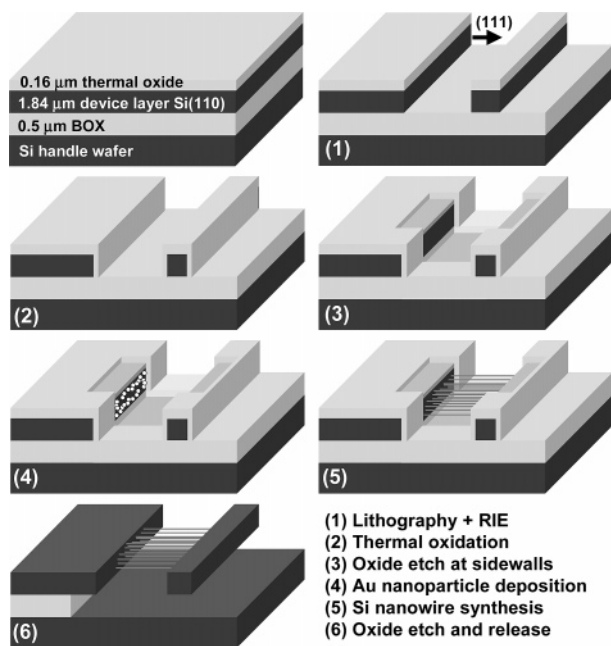 0.16 μm thermal oxide
1.84 μm device layer Si(110)
0.5 μm BOX
Si handle wafer
(111)
(1)
(2)
(3)
(4)
(5)
(6)
(1) Lithography + RIE
(2) Thermal oxidation
(3) Oxide etch at sidewalls
(4) Au nanoparticle deposition
(5) Si nanowire synthesis
(6) Oxide etch and release